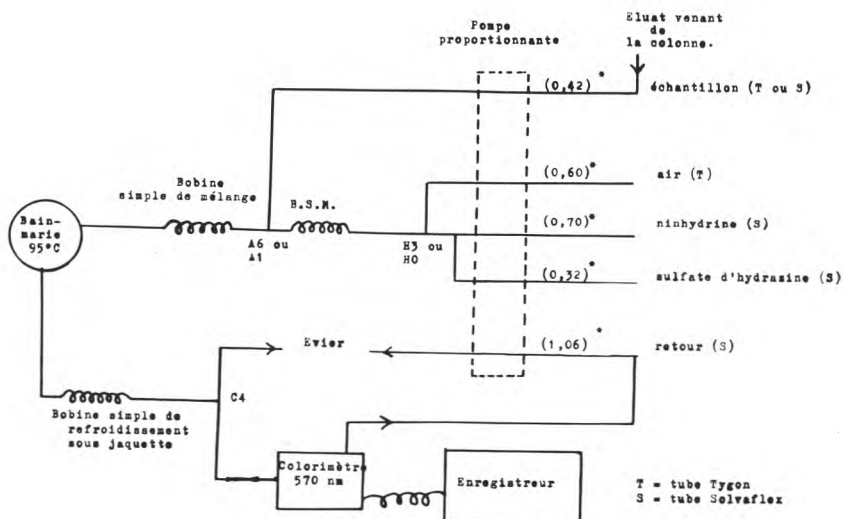 Eluat venant
de
la colonne.
Pompe
proportionnante
(0,42)*
échantillon (T ou S)
(0,60)*
air (T)
Bobine
simple de mélange
B.S.M.
(0,70)*
ninhydrine (S)
Bain-
marie
95°C
A6 ou
A1
H3 ou
H0
(0,32)*
sulfate d'hydrasine (S)
Evier
(1,06)*
retour (S)
C4
Bobine simple de
refroidissement
sous jaquette
Colorimètre
570 nm
Enregistreur
T = tube Tygon
S = tube Solvaflex